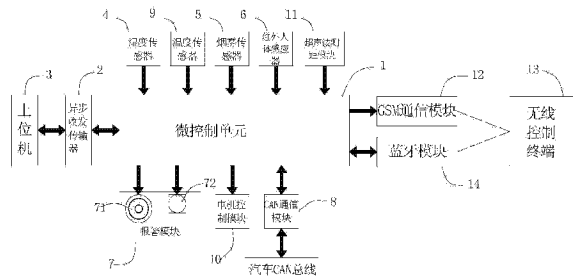 4
9
5
6
11
湿度传
感器
温度传
感器
烟雾传
感器
红外人
体感应
器
超声波测
距模块
3
2
1
12
13
上
位
机
异步
收发
传输
器
微控制单元
GSM通信模块
蓝牙模块
无线
控制
终端
14
71
72
报警模块
7
电机控
制模块
10
CAN通信
模块
8
汽车CAN总线